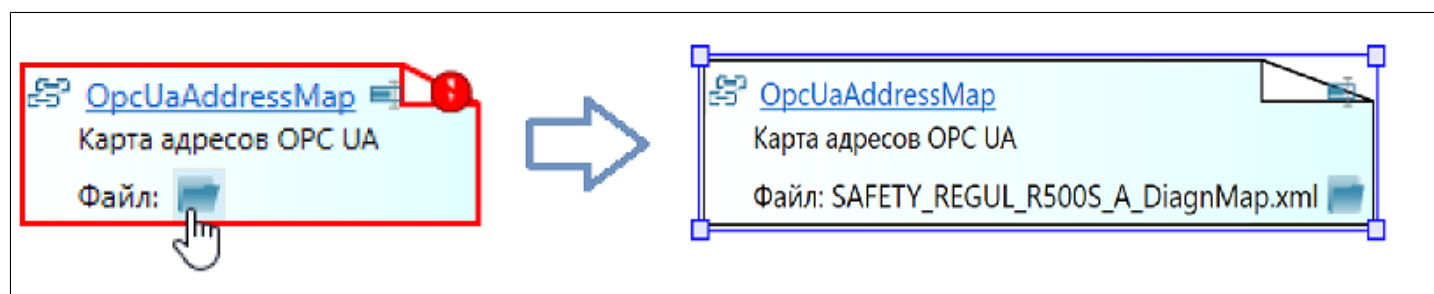 OpcUaAddressMap
Карта адресов OPC UA
Файл:
OpcUaAddressMap
Карта адресов OPC UA
Файл: SAFETY_REGUL_R500S_A_DiagnMap.xml